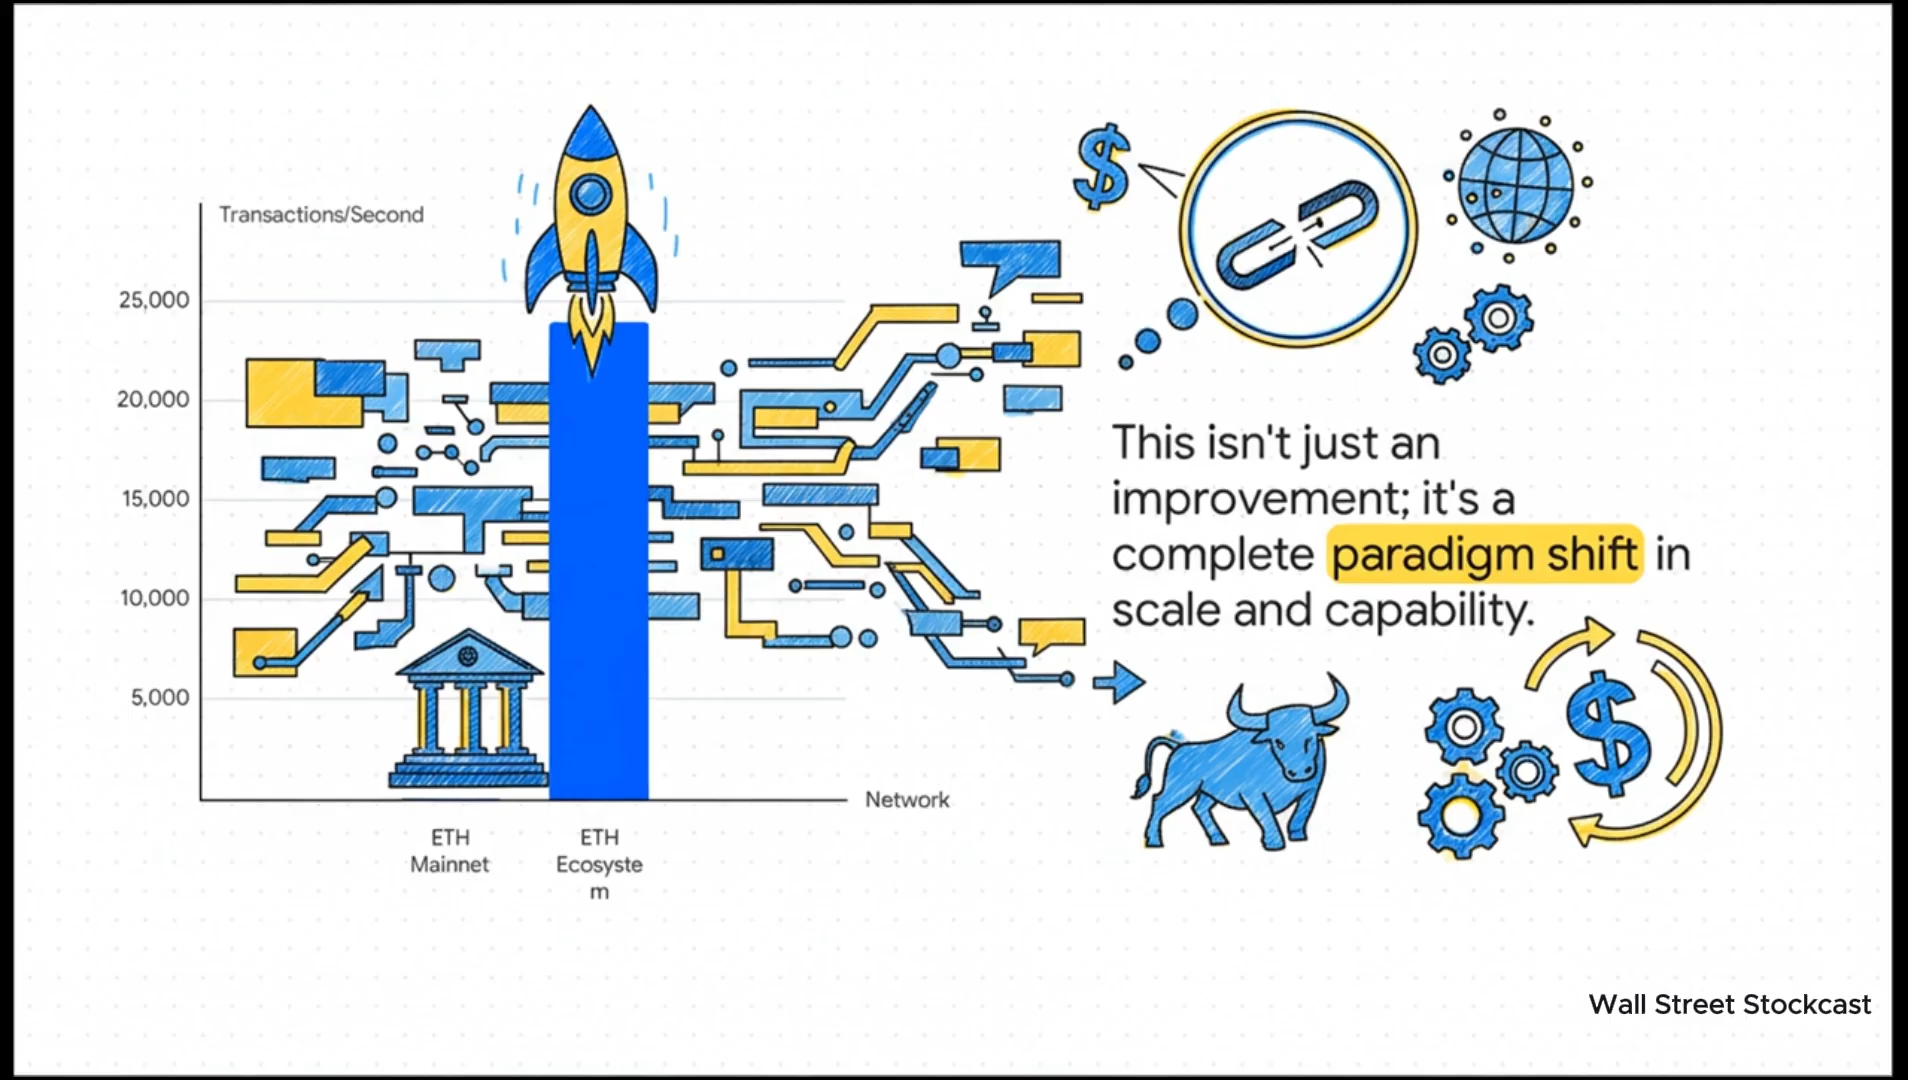 Transactions/Second
25,000
20,000
15,000
10,000
5,000
Network
ETH
Mainnet
ETH
Ecosyste
m
This isn't just an
improvement; it's a
complete paradigm shift in
scale and capability.
Wall Street Stockcast